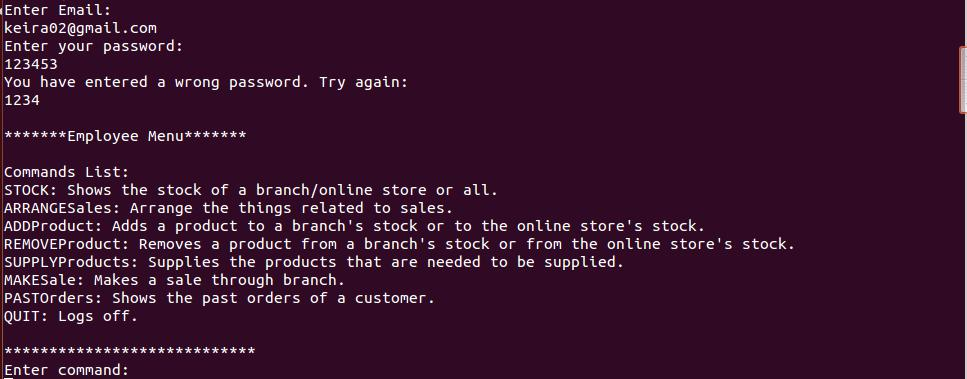 Enter Email:
keira02@gmail.com
Enter your password:
123453
You have entered a wrong password. Try again:
1234
*******Employee Menu*******
Commands List:
STOCK: Shows the stock of a branch/online store or all.
ARRANGESales: Arrange the things related to sales.
ADDProduct: Adds a product to a branch's stock or to the online store's stock.
REMOVEProduct: Removes a product from a branch's stock or from the online store's stock.
SUPPLYProducts: Supplies the products that are needed to be supplied.
MAKESale: Makes a sale through branch.
PASTOrders: Shows the past orders of a customer.
QUIT: Logs off.
****************************
Enter command: